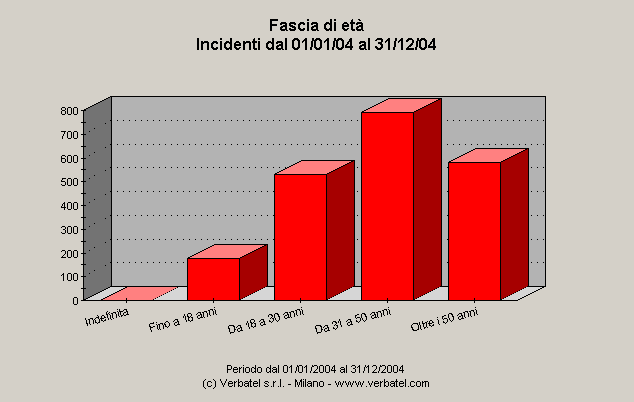 Fascia di età
Incidenti dal 01/01/04 al 31/12/04
800
700
600
500
400
300
200
100
0
Indefinita
Fino a 18 anni
Da 18 a 30 anni
Da 31 a 50 anni
Oltre i 50 anni
Periodo dal 01/01/2004 al 31/12/2004
(c) Verbatel s.r.l. - Milano - www.verbatel.com